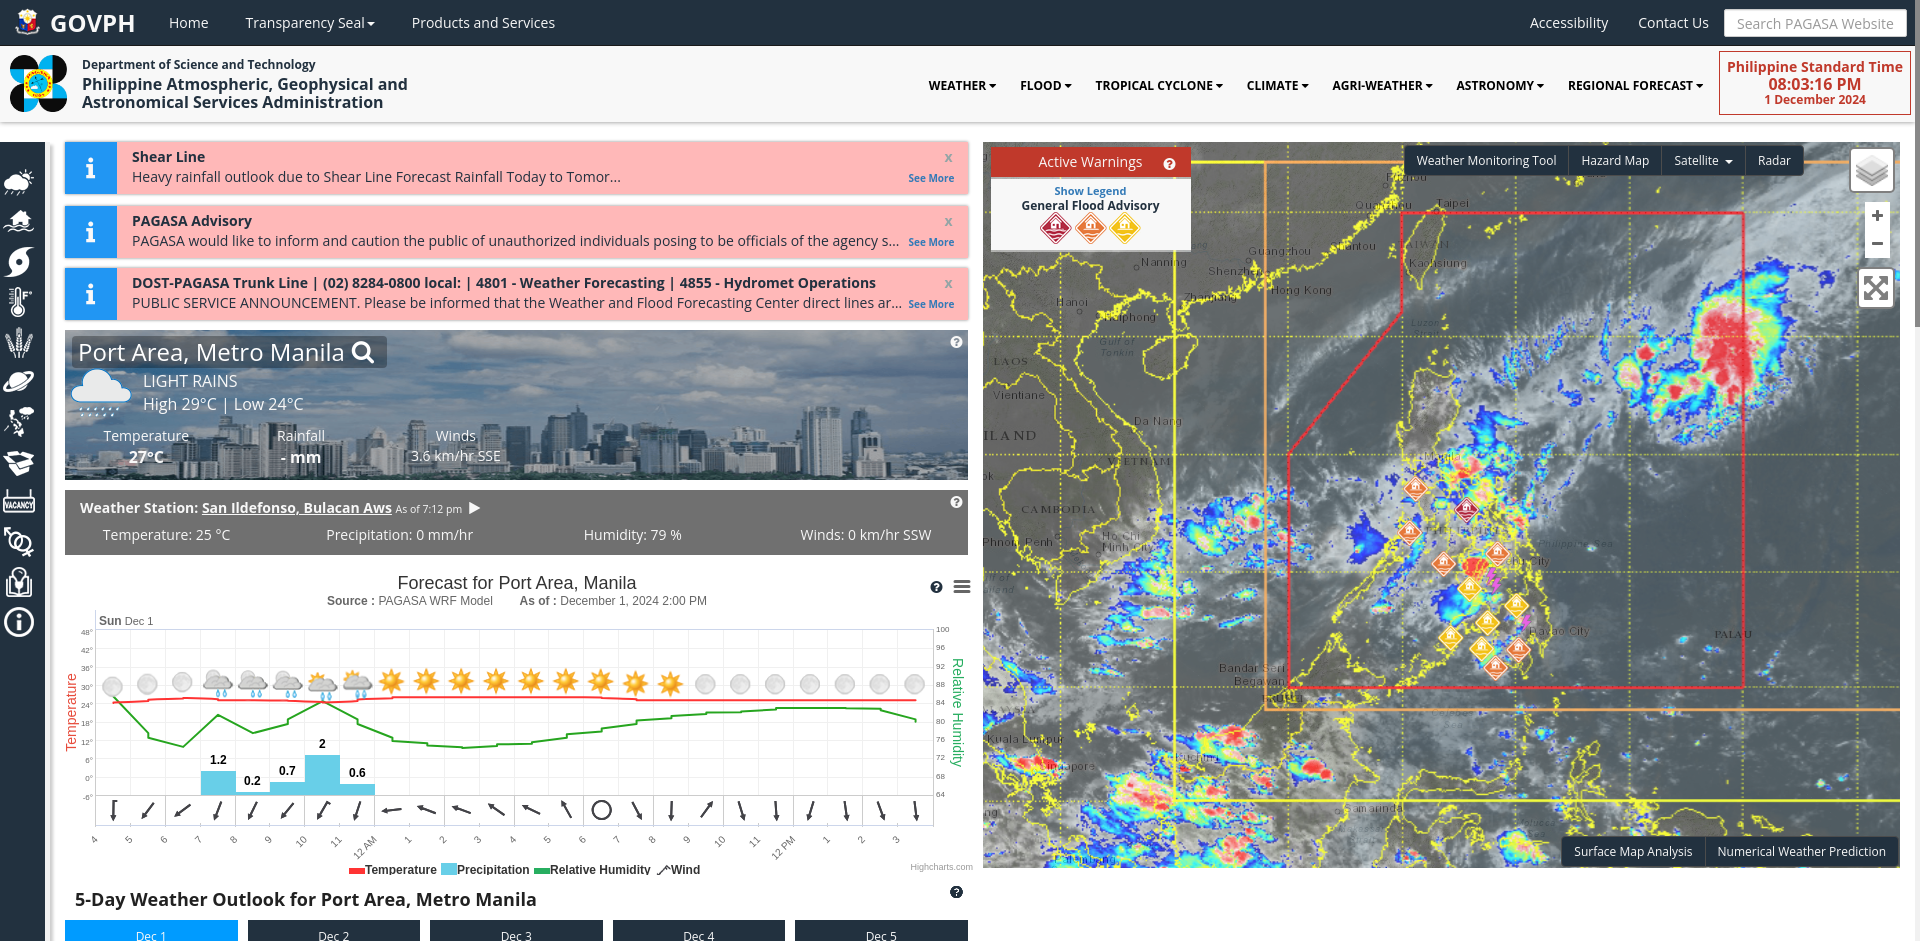 GOVPH Home Transparency Seal Products and Services Accessibility Contact Us Search PAGASA Website
Department of Science and Technology
Philippine Atmospheric, Geophysical and
Astronomical Services Administration
WEATHER FLOOD TROPICAL CYCLONE CLIMATE AGRI-WEATHER ASTRONOMY REGIONAL FORECAST
Philippine Standard Time
08:03:16 PM
1 December 2024
Shear Line x
Heavy rainfall outlook due to Shear Line Forecast Rainfall Today to Tomor... See More
PAGASA Advisory x
PAGASA would like to inform and caution the public of unauthorized individuals posing to be officials of the agency s... See More
DOST-PAGASA Trunk Line | (02) 8284-0800 local: | 4801 - Weather Forecasting | 4855 - Hydromet Operations x
PUBLIC SERVICE ANNOUNCEMENT. Please be informed that the Weather and Flood Forecasting Center direct lines ar... See More
Port Area, Metro Manila
LIGHT RAINS
High 29°C | Low 24°C
Temperature Rainfall Winds
27°C - mm 3.6 km/hr SSE
Weather Station: San Ildefonso, Bulacan Aws As of 7:12 pm
Temperature: 25 °C Precipitation: 0 mm/hr Humidity: 79 % Winds: 0 km/hr SSW
Forecast for Port Area, Manila
Source : PAGASA WRF Model As of : December 1, 2024 2:00 PM
Sun Dec 1
Temperature
48°
42°
36°
30°
24°
18°
12°
6°
0°
-6°
1.2
0.2
0.7
2
0.6
100
96
92
88
84
80
76
72
68
64
Relative Humidity
4 5 6 7 8 9 10 11 12 AM 1 2 3 4 5 6 7 8 9 10 11 12 PM 1 2 3
Temperature Precipitation Relative Humidity Wind
Highcharts.com
5-Day Weather Outlook for Port Area, Metro Manila
Dec 1 Dec 2 Dec 3 Dec 4 Dec 5
VACANCY
Active Warnings
Show Legend
General Flood Advisory
Weather Monitoring Tool Hazard Map Satellite Radar
+
−
Taipei
TAIWAN
Kaohsiung
Guangzhou
Shantou
Nanning
Shenzhen
Hong Kong
Zhanjiang
Hanoi
Haiphong
Gulf of
Tonkin
LAOS
Vientiane
Da Nang
VIETNAM
CAMBODIA
Phnom Penh
Ho Chi
Minh City
Luzon
Philippine Sea
Davao City
PALAU
Bandar Seri
Begawan
Kuala Lumpur
Singapore
Kuching
Samarinda
Palembang
Surface Map Analysis Numerical Weather Prediction